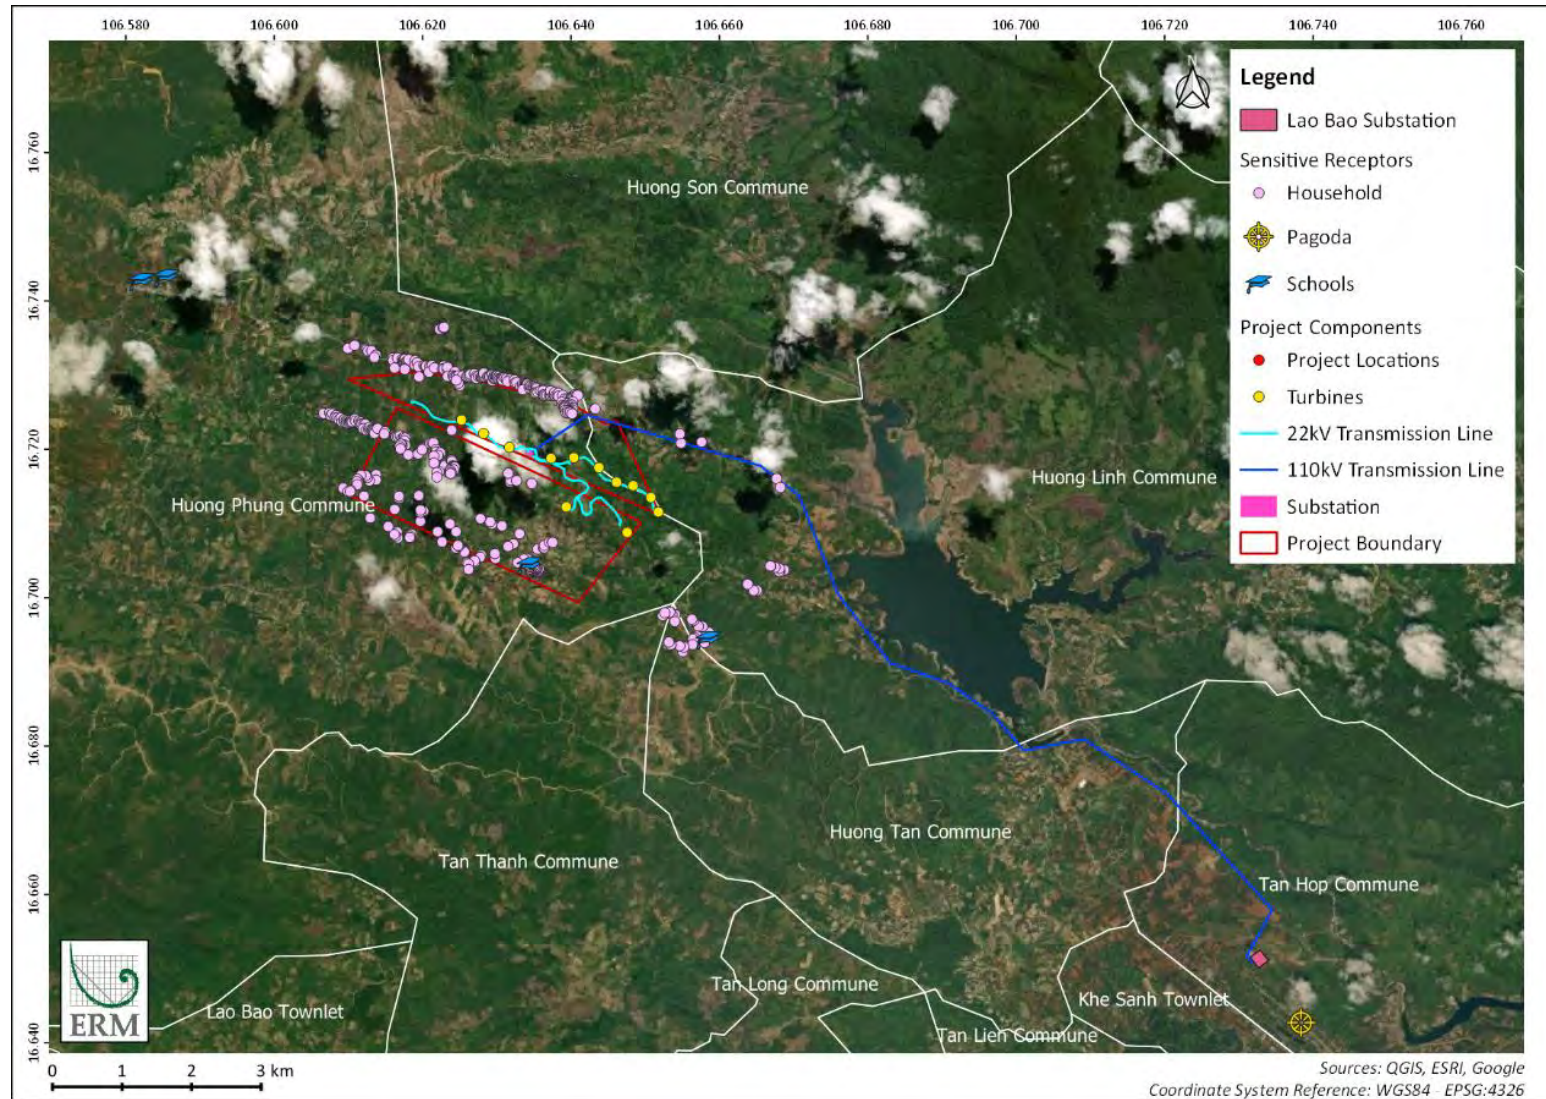 106.580 106.600 106.620 106.640 106.660 106.680 106.700 106.720 106.740 106.760
16.760
16.740
16.720
16.700
16.680
16.660
16.640
N
Legend
Lao Bao Substation
Sensitive Receptors
Household
Pagoda
Schools
Project Components
Project Locations
Turbines
22kV Transmission Line
110kV Transmission Line
Substation
Project Boundary
Huong Son Commune
Huong Linh Commune
Huong Phung Commune
Huong Tan Commune
Tan Thanh Commune
Tan Hop Commune
Tan Long Commune
Khe Sanh Townlet
Lao Bao Townlet
Tan Lien Commune
ERM
0 1 2 3 km
Sources: QGIS, ESRI, Google
Coordinate System Reference: WGS84 - EPSG:4326